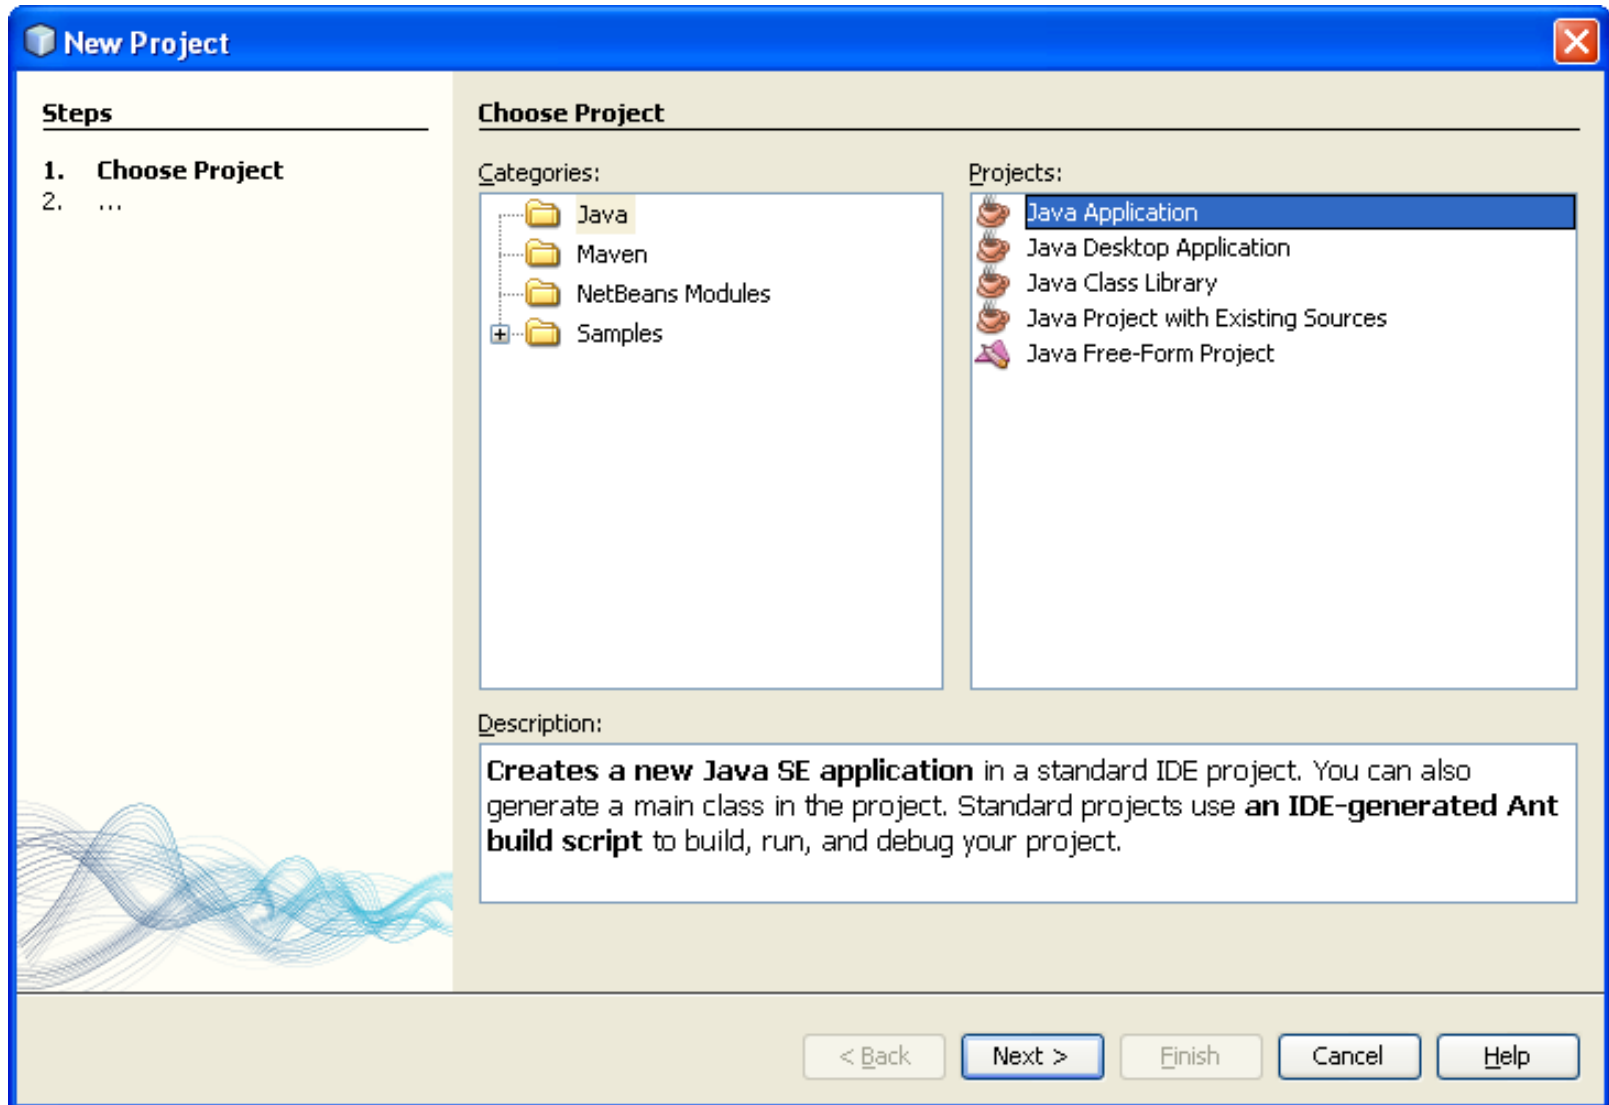 New Project
Steps
1. Choose Project
2. ...
Choose Project
Categories:
Java
Maven
NetBeans Modules
Samples
Projects:
Java Application
Java Desktop Application
Java Class Library
Java Project with Existing Sources
Java Free-Form Project
Description:
Creates a new Java SE application in a standard IDE project. You can also
generate a main class in the project. Standard projects use an IDE-generated Ant
build script to build, run, and debug your project.
< Back Next > Finish Cancel Help